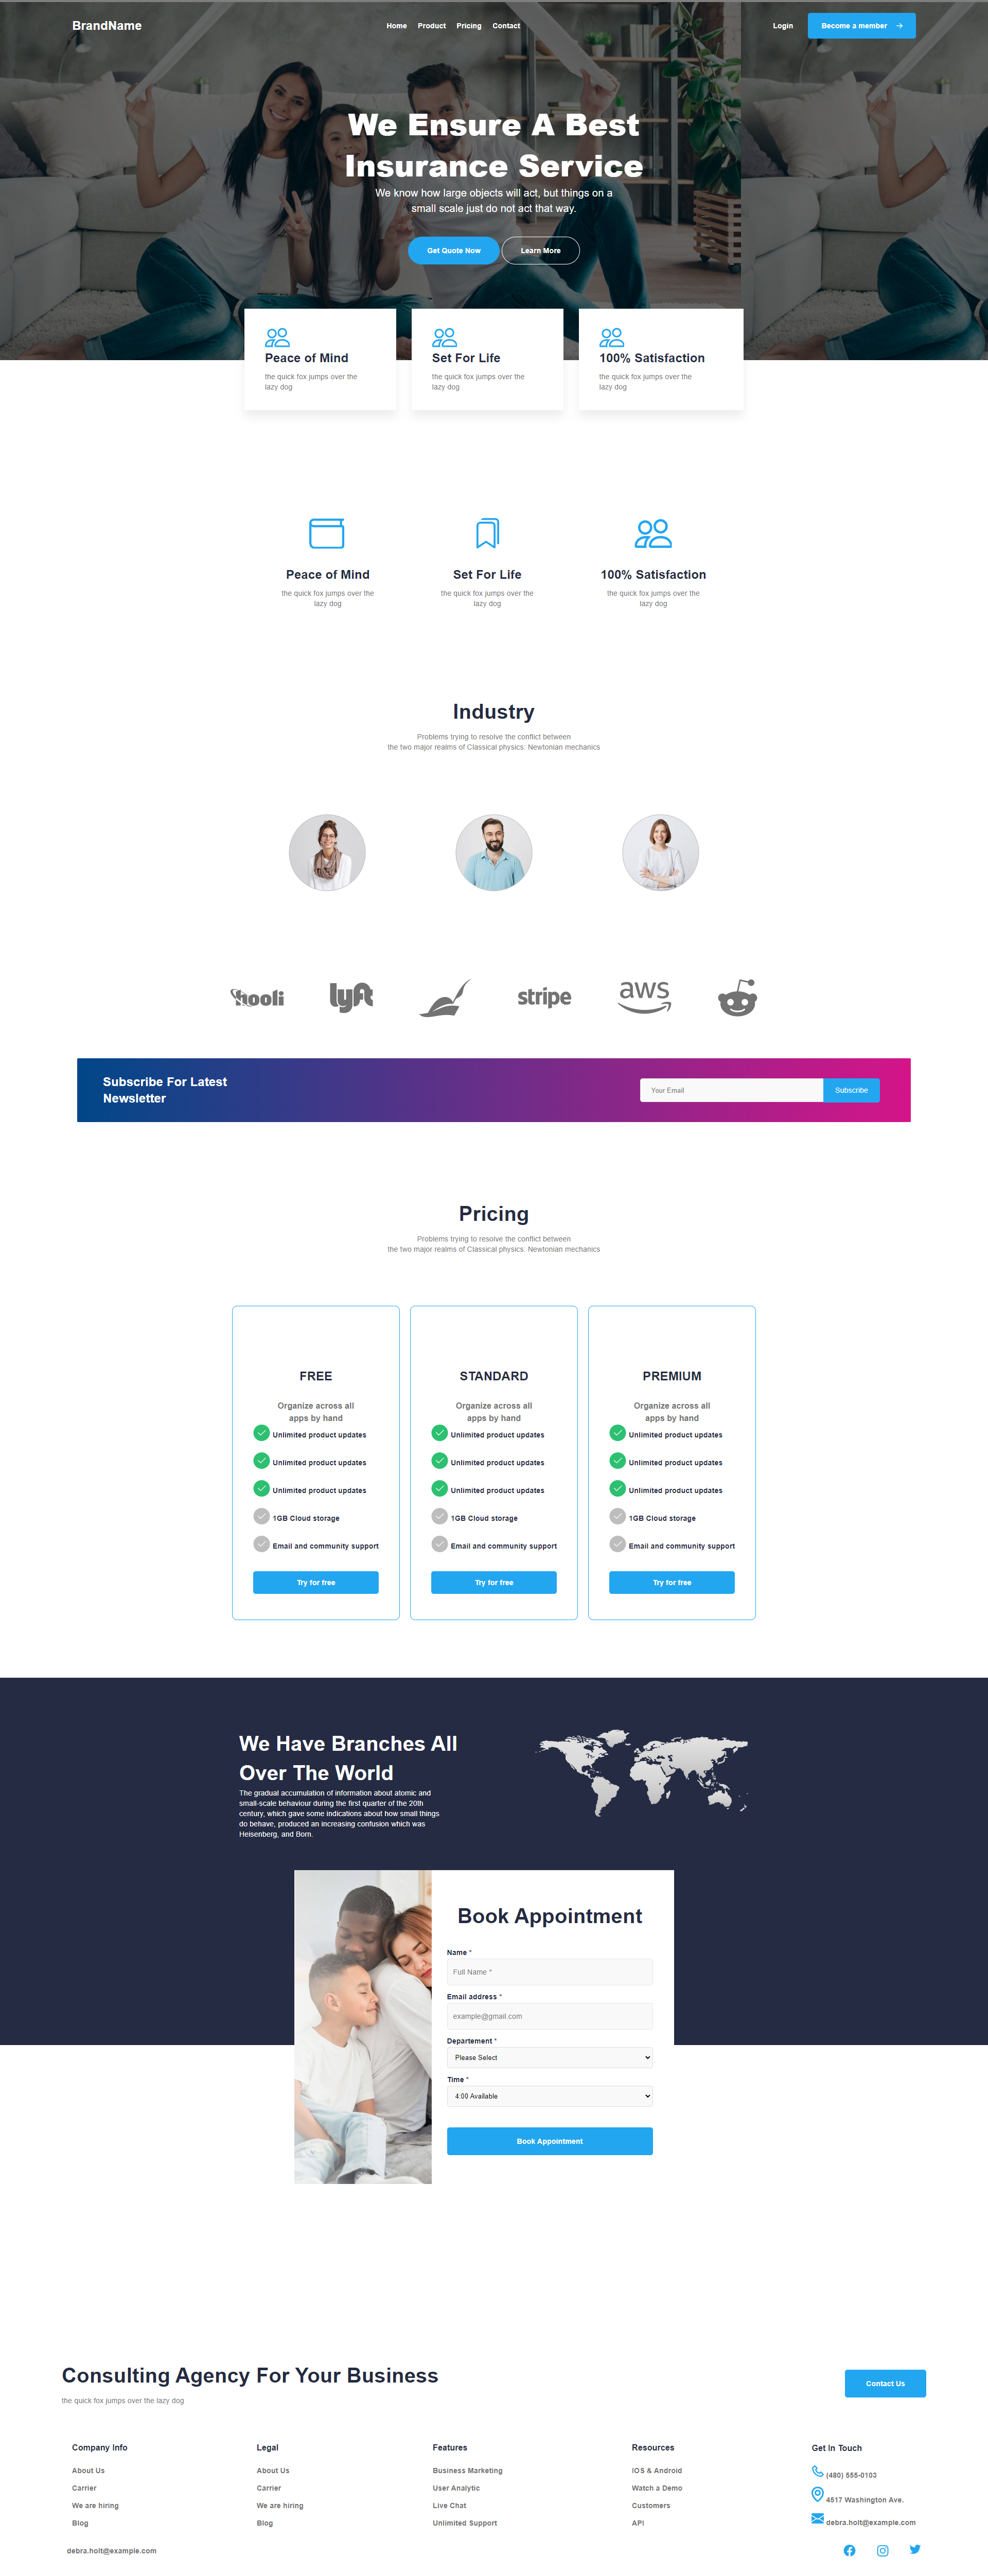 BrandName
Home Product Pricing Contact
Login
Become a member →
We Ensure A Best
Insurance Service
We know how large objects will act, but things on a
small scale just do not act that way.
Get Quote Now
Learn More
Peace of Mind
the quick fox jumps over the
lazy dog
Set For Life
the quick fox jumps over the
lazy dog
100% Satisfaction
the quick fox jumps over the
lazy dog
Peace of Mind
the quick fox jumps over the
lazy dog
Set For Life
the quick fox jumps over the
lazy dog
100% Satisfaction
the quick fox jumps over the
lazy dog
Industry
Problems trying to resolve the conflict between
the two major realms of Classical physics: Newtonian mechanics
hooli
lyft
stripe
aws
Subscribe For Latest
Newsletter
Your Email
Subscribe
Pricing
Problems trying to resolve the conflict between
the two major realms of Classical physics: Newtonian mechanics
FREE
Organize across all
apps by hand
Unlimited product updates
Unlimited product updates
Unlimited product updates
1GB Cloud storage
Email and community support
Try for free
STANDARD
Organize across all
apps by hand
Unlimited product updates
Unlimited product updates
Unlimited product updates
1GB Cloud storage
Email and community support
Try for free
PREMIUM
Organize across all
apps by hand
Unlimited product updates
Unlimited product updates
Unlimited product updates
1GB Cloud storage
Email and community support
Try for free
We Have Branches All
Over The World
The gradual accumulation of information about atomic and
small-scale behaviour during the first quarter of the 20th
century, which gave some indications about how small things
do behave, produced an increasing confusion which was
Heisenberg, and Born.
Book Appointment
Name *
Full Name *
Email address *
example@gmail.com
Departement *
Please Select
Time *
4:00 Available
Book Appointment
Consulting Agency For Your Business
the quick fox jumps over the lazy dog
Contact Us
Company Info
About Us
Carrier
We are hiring
Blog
Legal
About Us
Carrier
We are hiring
Blog
Features
Business Marketing
User Analytic
Live Chat
Unlimited Support
Resources
IOS & Android
Watch a Demo
Customers
API
Get In Touch
(480) 555-0103
4517 Washington Ave.
debra.holt@example.com
debra.holt@example.com